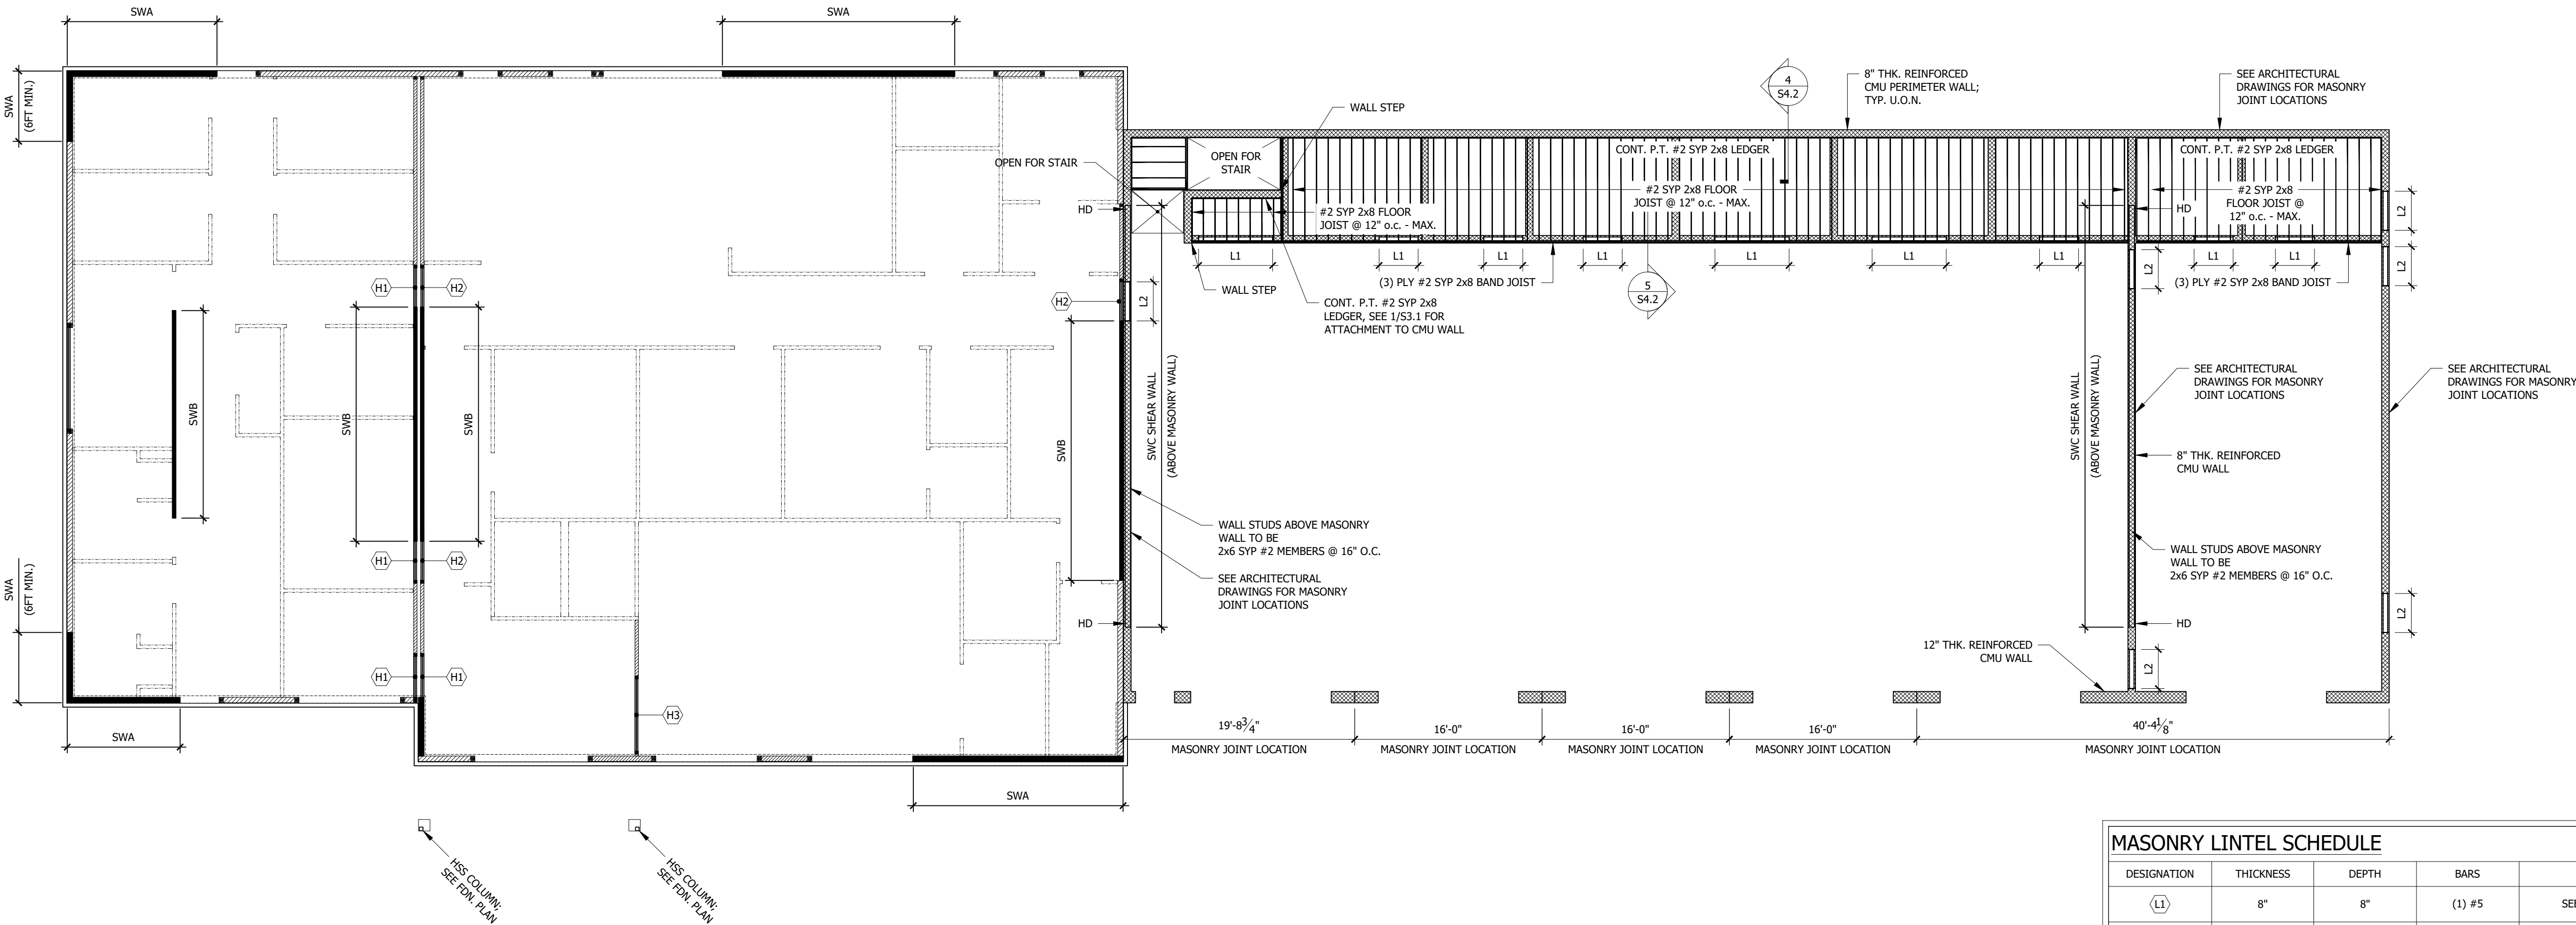 SWA
SWA
SWA
(6FT MIN.)
4
S4.2
8" THK. REINFORCED
CMU PERIMETER WALL;
TYP. U.O.N.
SEE ARCHITECTURAL
DRAWINGS FOR MASONRY
JOINT LOCATIONS
WALL STEP
OPEN FOR STAIR
OPEN FOR
STAIR
CONT. P.T. #2 SYP 2x8 LEDGER
CONT. P.T. #2 SYP 2x8 LEDGER
#2 SYP 2x8 FLOOR
JOIST @ 12" o.c. - MAX.
#2 SYP 2x8
FLOOR JOIST @
12" o.c. - MAX.
HD
#2 SYP 2x8 FLOOR
JOIST @ 12" o.c. - MAX.
HD
L2
L1
L1
L1
L1
L1
L1
L1
L1
L1
L2
L2
(3) PLY #2 SYP 2x8 BAND JOIST
(3) PLY #2 SYP 2x8 BAND JOIST
WALL STEP
H1
H2
H2
L2
5
S4.2
CONT. P.T. #2 SYP 2x8
LEDGER, SEE 1/S3.1 FOR
ATTACHMENT TO CMU WALL
SWB
SWB
SWB
SWB
SWC SHEAR WALL
(ABOVE MASONRY WALL)
SWC SHEAR WALL
(ABOVE MASONRY WALL)
SEE ARCHITECTURAL
DRAWINGS FOR MASONRY
JOINT LOCATIONS
SEE ARCHITECTURAL
DRAWINGS FOR MASONRY
JOINT LOCATIONS
8" THK. REINFORCED
CMU WALL
WALL STUDS ABOVE MASONRY
WALL TO BE
2x6 SYP #2 MEMBERS @ 16" O.C.
WALL STUDS ABOVE MASONRY
WALL TO BE
2x6 SYP #2 MEMBERS @ 16" O.C.
SEE ARCHITECTURAL
DRAWINGS FOR MASONRY
JOINT LOCATIONS
H1
H2
SWA
(6FT MIN.)
HD
HD
L2
12" THK. REINFORCED
CMU WALL
L2
H1
H1
H3
SWA
19'-8 3/4"
16'-0"
16'-0"
16'-0"
40'-4 1/8"
MASONRY JOINT LOCATION
MASONRY JOINT LOCATION
MASONRY JOINT LOCATION
MASONRY JOINT LOCATION
MASONRY JOINT LOCATION
SWA
HSS COLUMN;
SEE FDN. PLAN
HSS COLUMN;
SEE FDN. PLAN
MASONRY LINTEL SCHEDULE
DESIGNATION THICKNESS DEPTH BARS
L1 8" 8" (1) #5